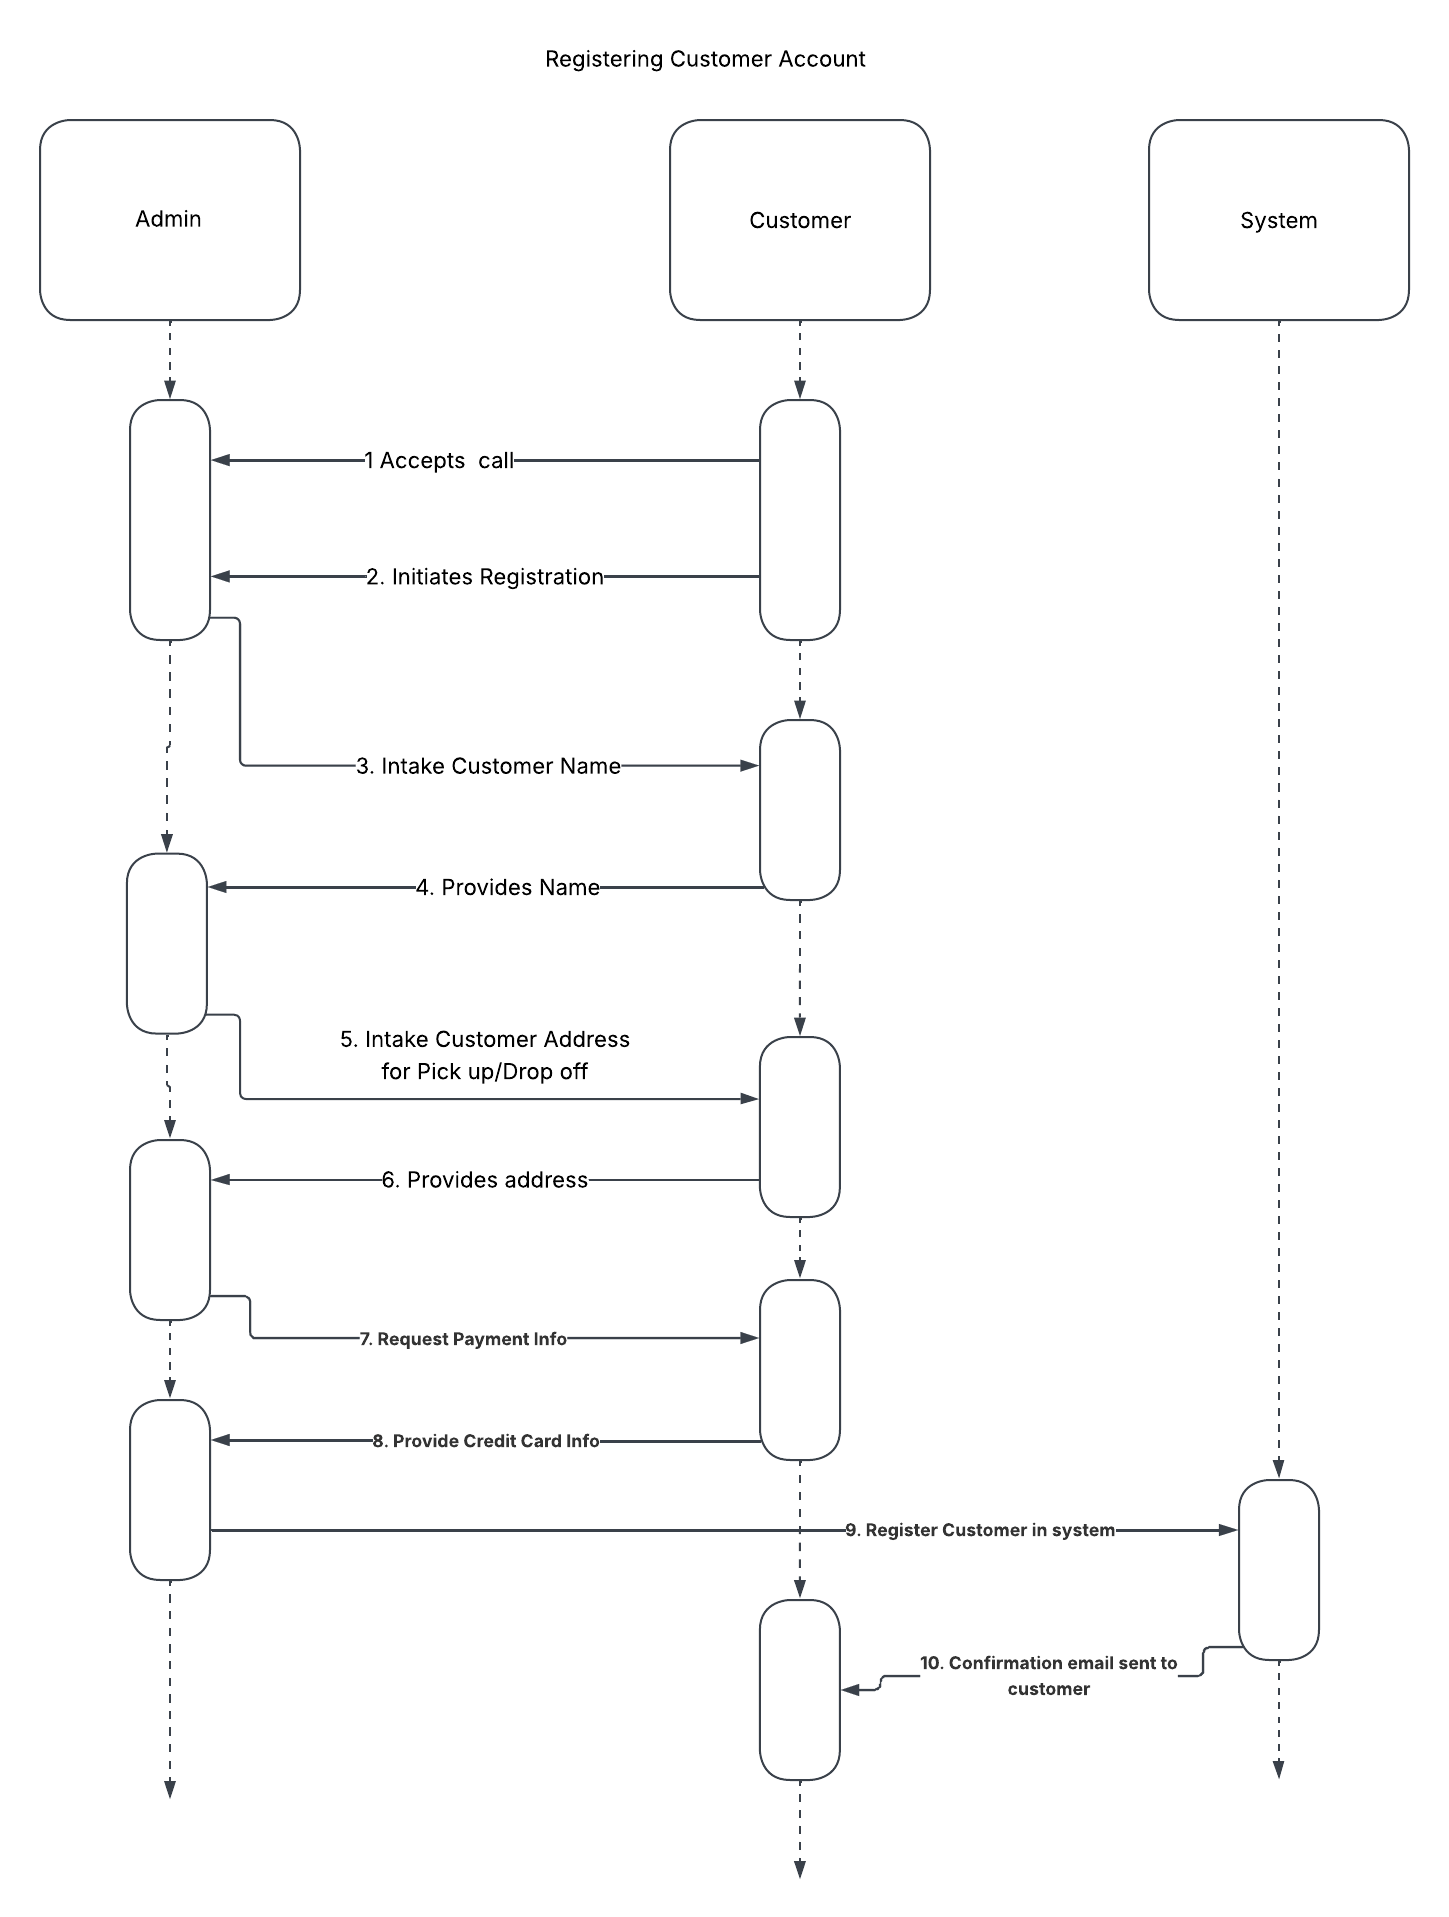 Registering Customer Account
Admin
Customer
System
1 Accepts  call
2. Initiates Registration
3. Intake Customer Name
4. Provides Name
5. Intake Customer Address
for Pick up/Drop off
6. Provides address
7. Request Payment Info
8. Provide Credit Card Info
9. Register Customer in system
10. Confirmation email sent to
customer